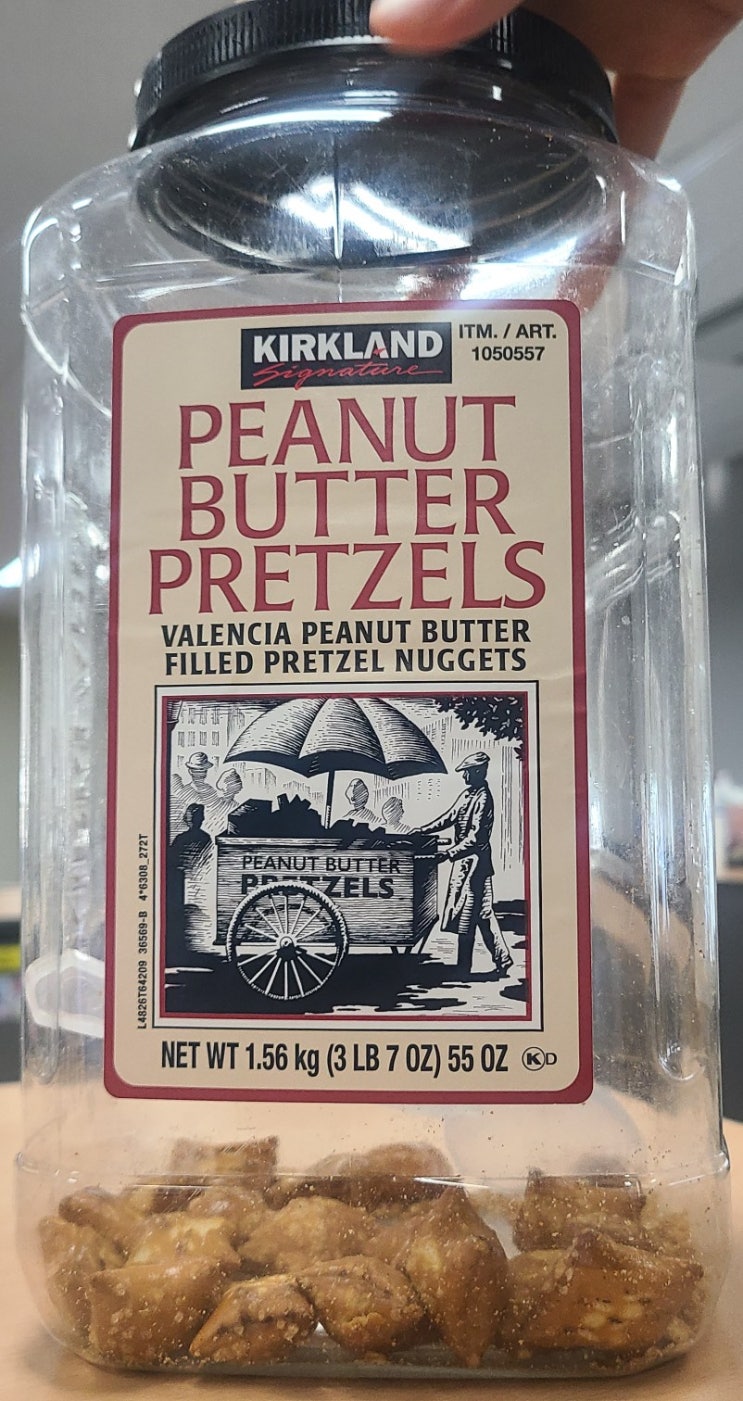 KIRKLAND
Signature
ITM. / ART.
1050557
PEANUT
BUTTER
PRETZELS
VALENCIA PEANUT BUTTER
FILLED PRETZEL NUGGETS
PEANUT BUTTER
PRETZELS
L4826T64209 36569-B 4*6308_272T
NET WT 1.56 kg (3 LB 7 OZ) 55 OZ K D